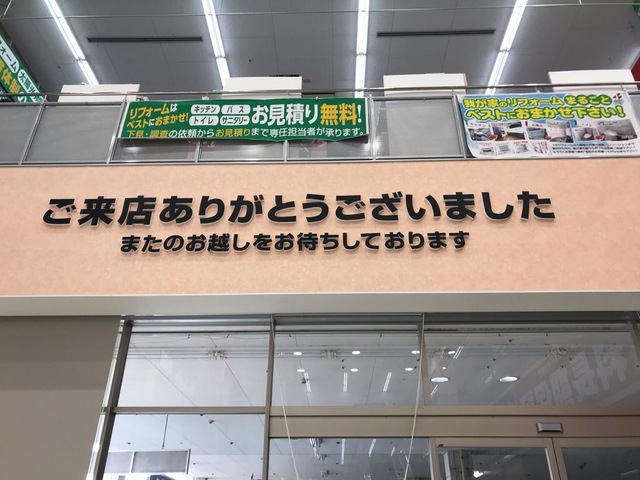 リフォームは
ベストにおまかせ!
キッチン バス
トイレ サニタリー
お見積り無料!
下見・調査の依頼からお見積りまで専任担当者が承ります。
我が家のリフォームまるごと
ベストにおまかせ下さい!
ご来店ありがとうございました
またのお越しをお待ちしております